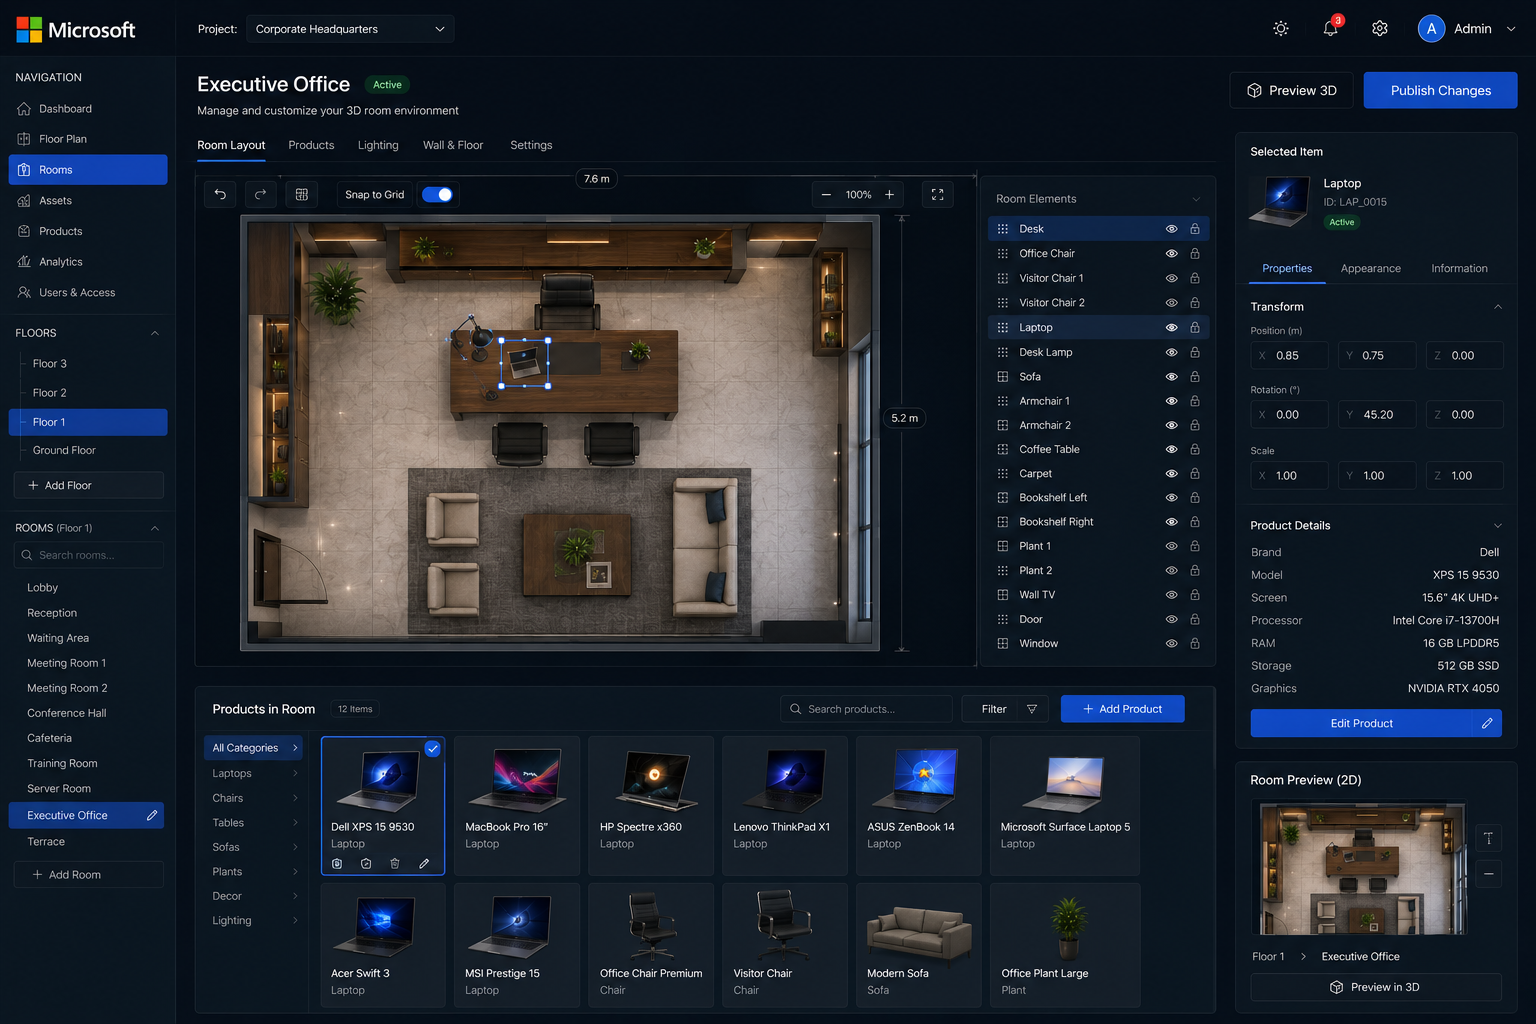 Microsoft
Project:
Corporate Headquarters
3
A
Admin
NAVIGATION
Dashboard
Floor Plan
Rooms
Assets
Products
Analytics
Users & Access
FLOORS
Floor 3
Floor 2
Floor 1
Ground Floor
+ Add Floor
ROOMS (Floor 1)
Search rooms...
Lobby
Reception
Waiting Area
Meeting Room 1
Meeting Room 2
Conference Hall
Cafeteria
Training Room
Server Room
Executive Office
Terrace
+ Add Room
Executive Office
Active
Manage and customize your 3D room environment
Preview 3D
Publish Changes
Room Layout
Products
Lighting
Wall & Floor
Settings
Snap to Grid
7.6 m
− 100% +
5.2 m
Room Elements
Desk
Office Chair
Visitor Chair 1
Visitor Chair 2
Laptop
Desk Lamp
Sofa
Armchair 1
Armchair 2
Coffee Table
Carpet
Bookshelf Left
Bookshelf Right
Plant 1
Plant 2
Wall TV
Door
Window
Products in Room
12 Items
Search products...
Filter
+ Add Product
All Categories
Laptops
Chairs
Tables
Sofas
Plants
Decor
Lighting
Dell XPS 15 9530
Laptop
MacBook Pro 16"
Laptop
HP Spectre x360
Laptop
Lenovo ThinkPad X1
Laptop
ASUS ZenBook 14
Laptop
Microsoft Surface Laptop 5
Laptop
Acer Swift 3
Laptop
MSI Prestige 15
Laptop
Office Chair Premium
Chair
Visitor Chair
Chair
Modern Sofa
Sofa
Office Plant Large
Plant
Selected Item
Laptop
ID: LAP_0015
Active
Properties
Appearance
Information
Transform
Position (m)
X 0.85 Y 0.75 Z 0.00
Rotation (°)
X 0.00 Y 45.20 Z 0.00
Scale
X 1.00 Y 1.00 Z 1.00
Product Details
Brand Dell
Model XPS 15 9530
Screen 15.6" 4K UHD+
Processor Intel Core i7-13700H
RAM 16 GB LPDDR5
Storage 512 GB SSD
Graphics NVIDIA RTX 4050
Edit Product
Room Preview (2D)
Floor 1 > Executive Office
Preview in 3D